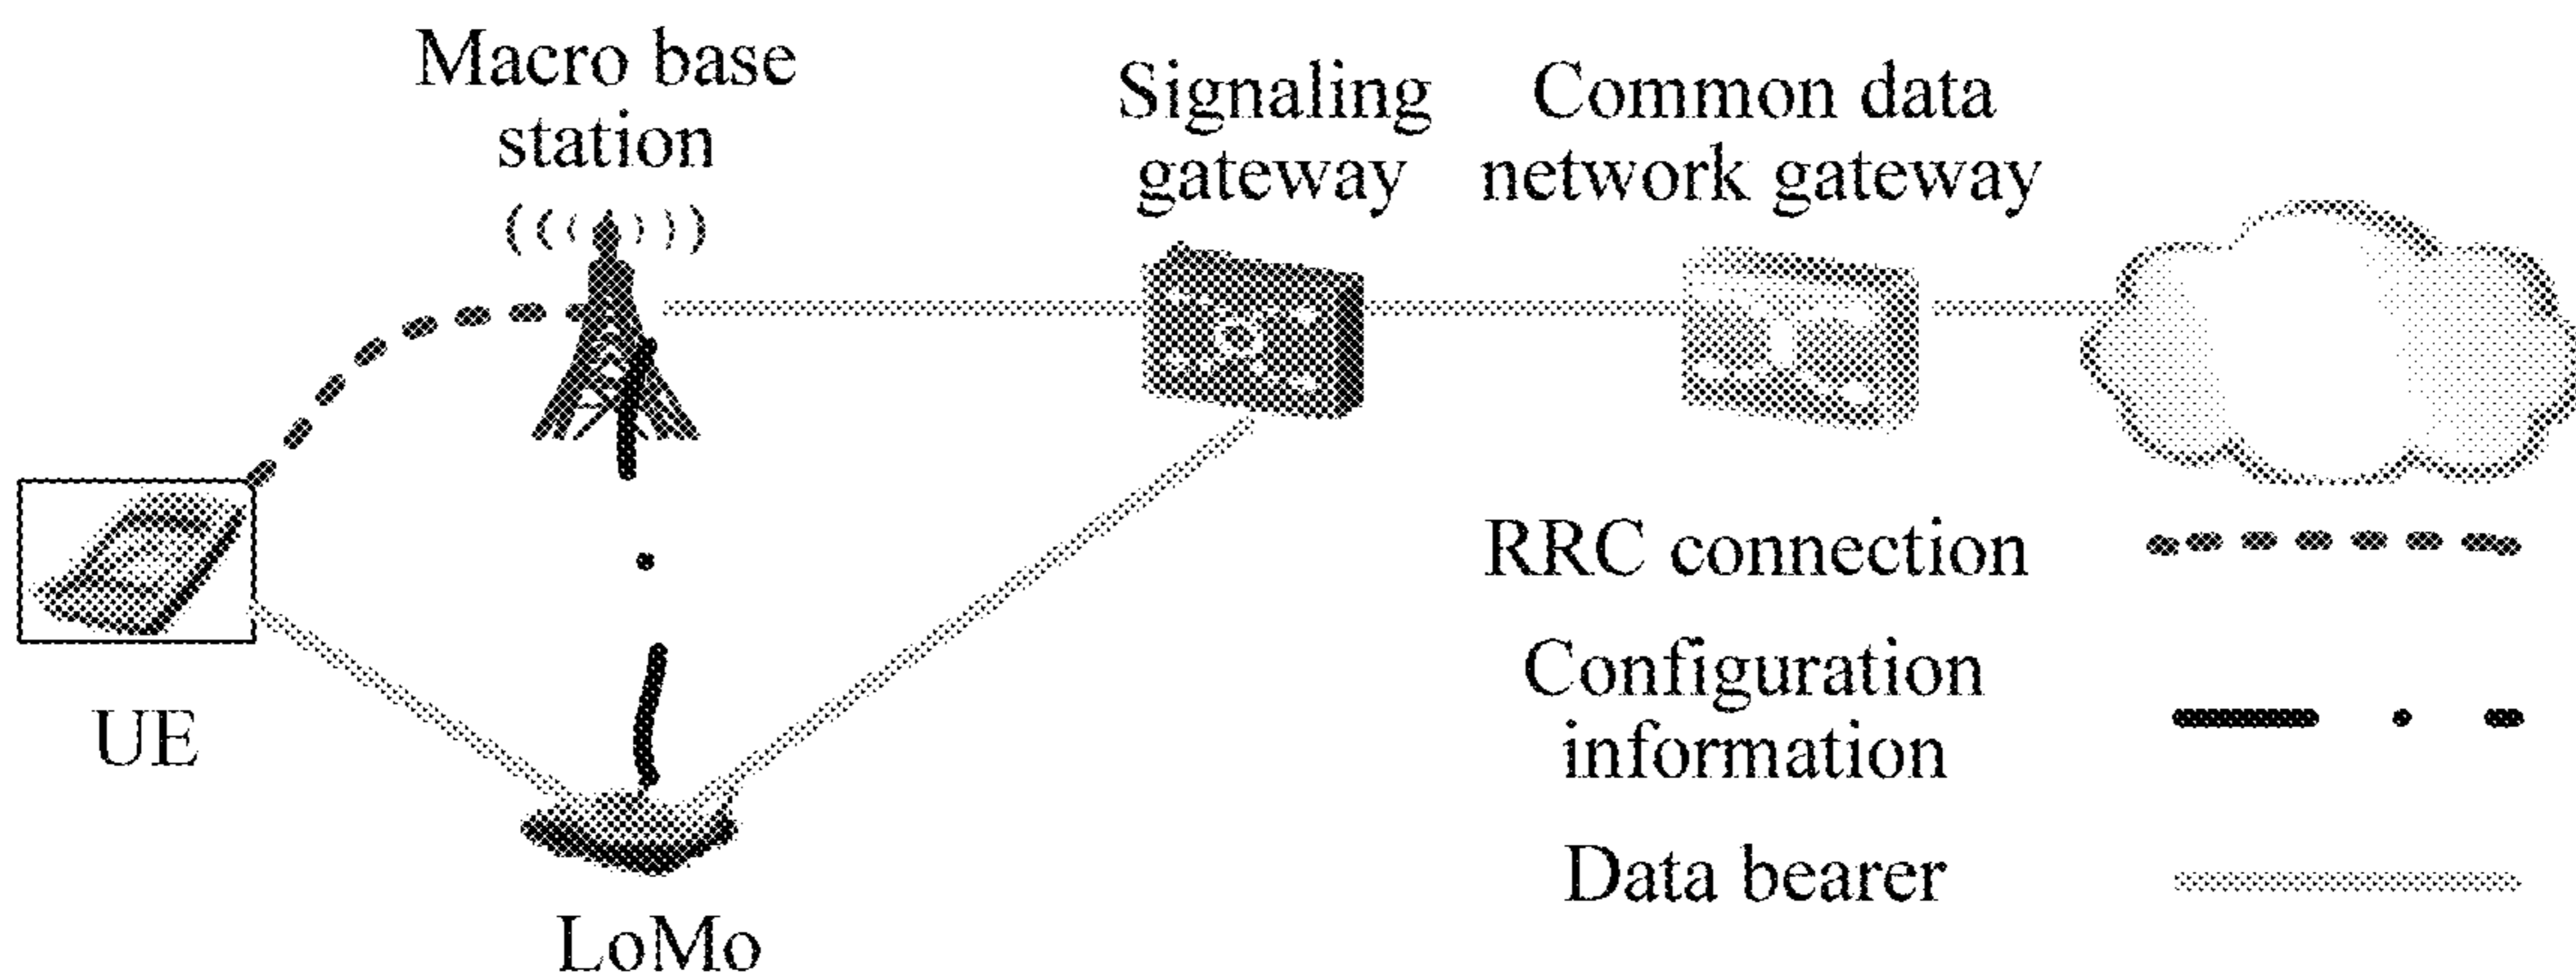 Macro base
station
Signaling
gateway
Common data
network gateway
UE
LoMo
RRC connection
Configuration
information
Data bearer